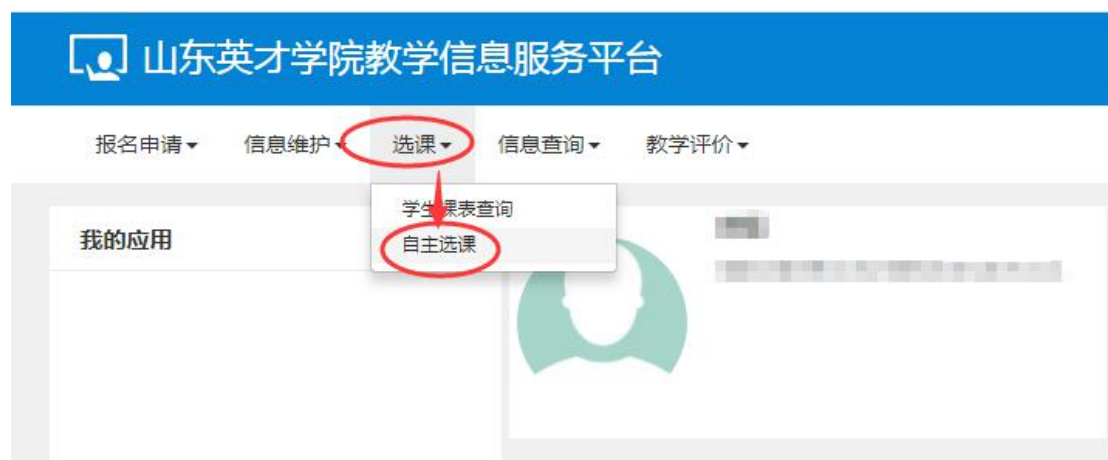 山东英才学院教学信息服务平台
报名申请 信息维护 选课 信息查询 教学评价
学生课表查询
自主选课
我的应用